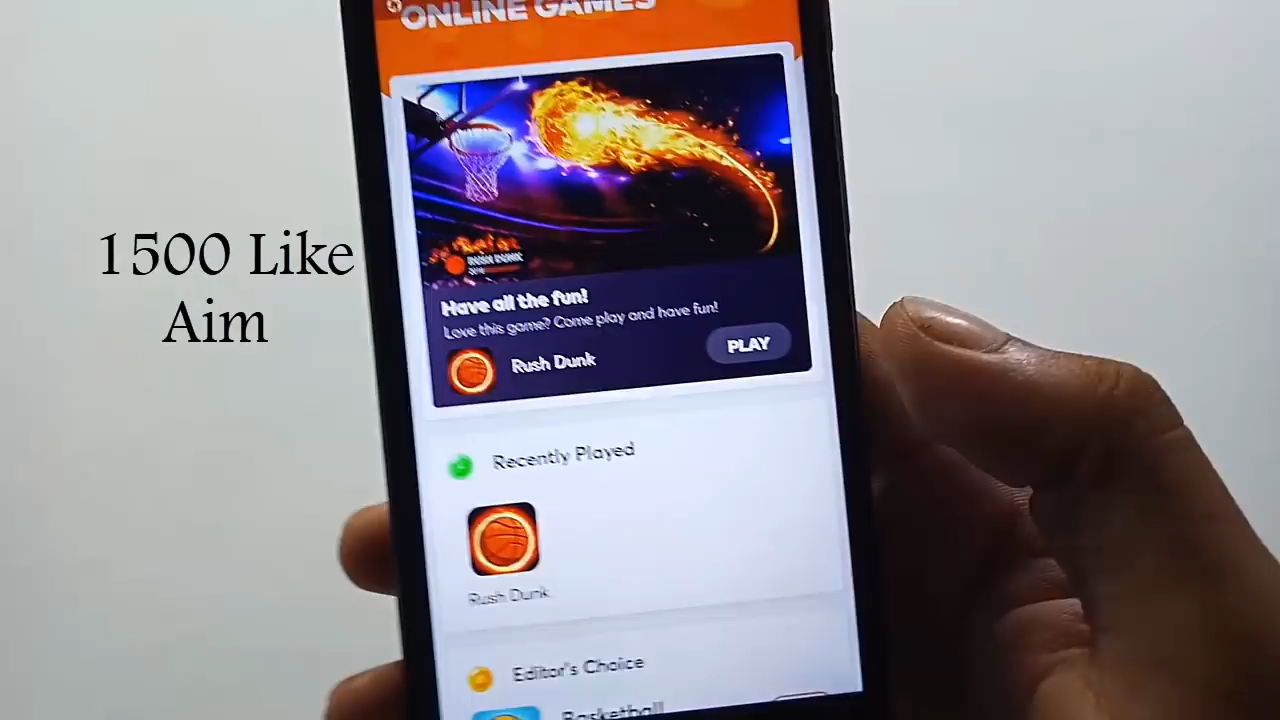 ONLINE GAMES
1500 Like
Aim
RUSH DUNK
Have all the fun!
Love this game? Come play and have fun!
Rush Dunk
PLAY
Recently Played
Rush Dunk
Editor's Choice
Basketball